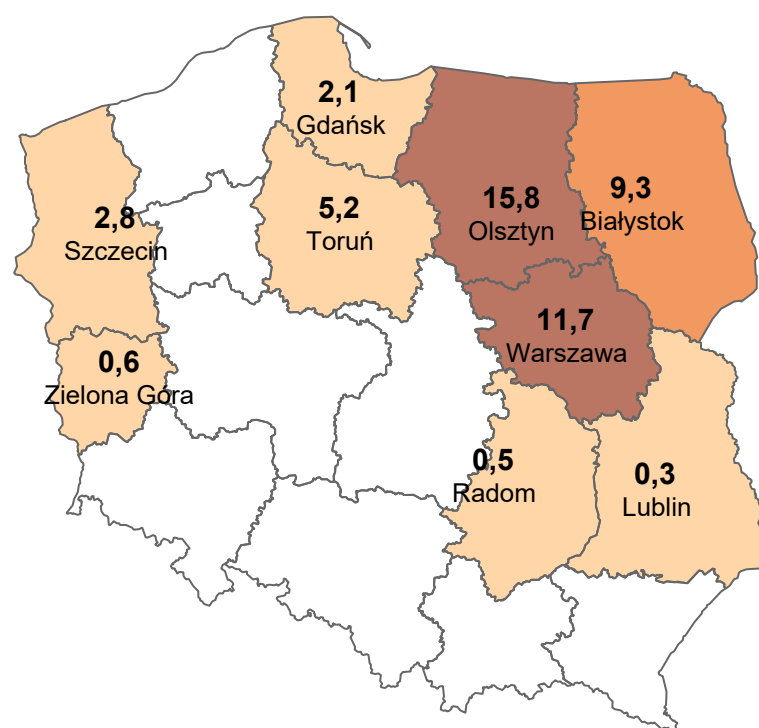 2,1
Gdańsk
15,8
Olsztyn
9,3
Białystok
2,8
Szczecin
5,2
Toruń
11,7
Warszawa
0,6
Zielona Góra
0,5
Radom
0,3
Lublin